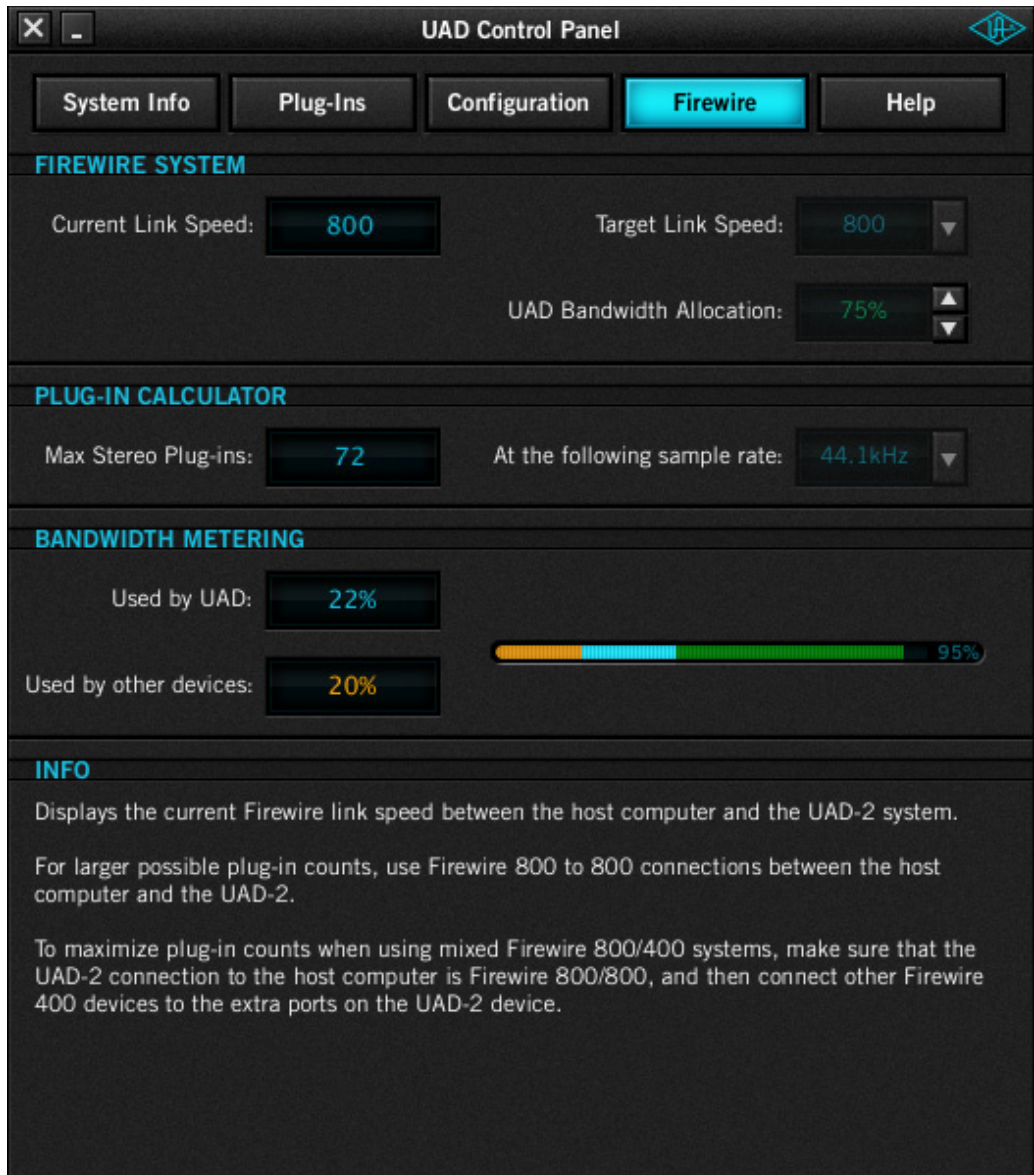 UAD Control Panel
System Info Plug-Ins Configuration Firewire Help
FIREWIRE SYSTEM
Current Link Speed: 800 Target Link Speed: 800
UAD Bandwidth Allocation: 75%
PLUG-IN CALCULATOR
Max Stereo Plug-ins: 72 At the following sample rate: 44.1kHz
BANDWIDTH METERING
Used by UAD: 22%
95%
Used by other devices: 20%
INFO
Displays the current Firewire link speed between the host computer and the UAD-2 system.
For larger possible plug-in counts, use Firewire 800 to 800 connections between the host
computer and the UAD-2.
To maximize plug-in counts when using mixed Firewire 800/400 systems, make sure that the
UAD-2 connection to the host computer is Firewire 800/800, and then connect other Firewire
400 devices to the extra ports on the UAD-2 device.